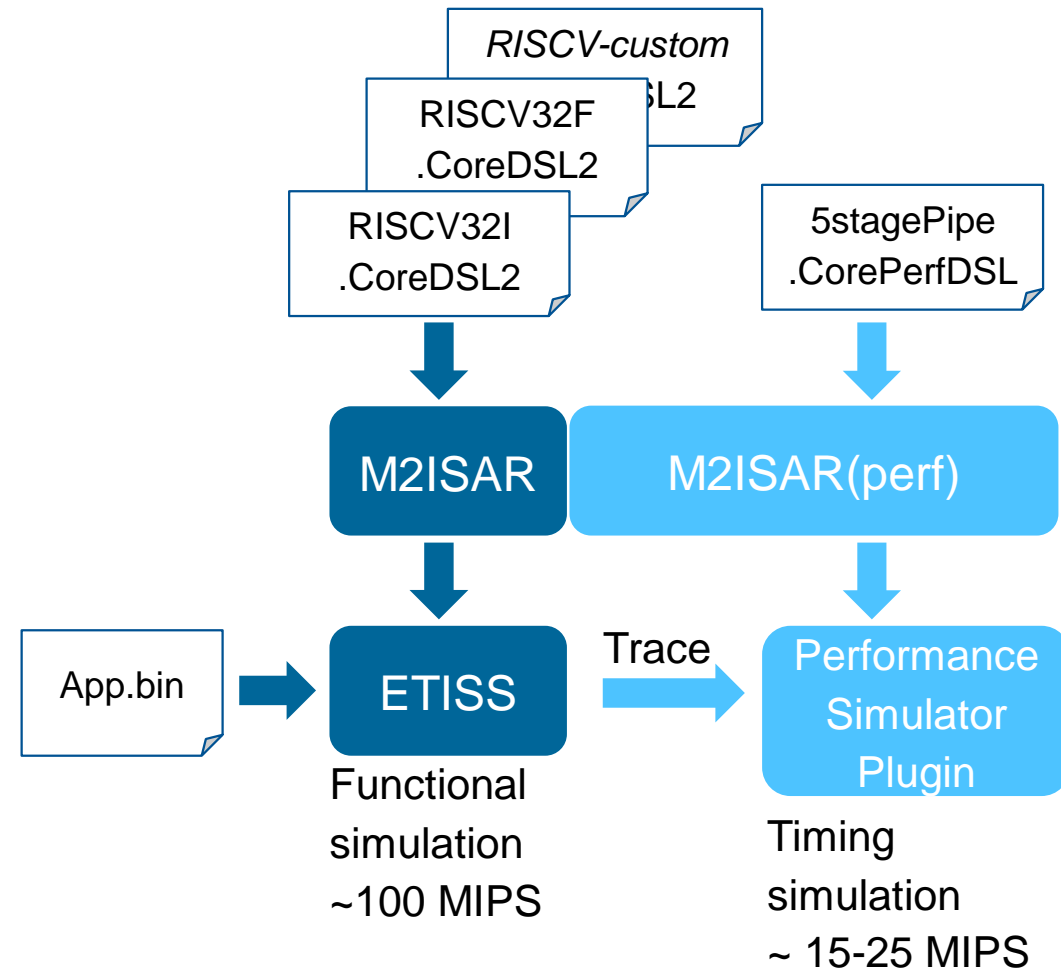 RISCV-custom
SL2
RISCV32F
.CoreDSL2
RISCV32I
.CoreDSL2
5stagePipe
.CorePerfDSL
M2ISAR
M2ISAR(perf)
App.bin
ETISS
Trace
Performance
Simulator
Plugin
Functional
simulation
~100 MIPS
Timing
simulation
~ 15-25 MIPS